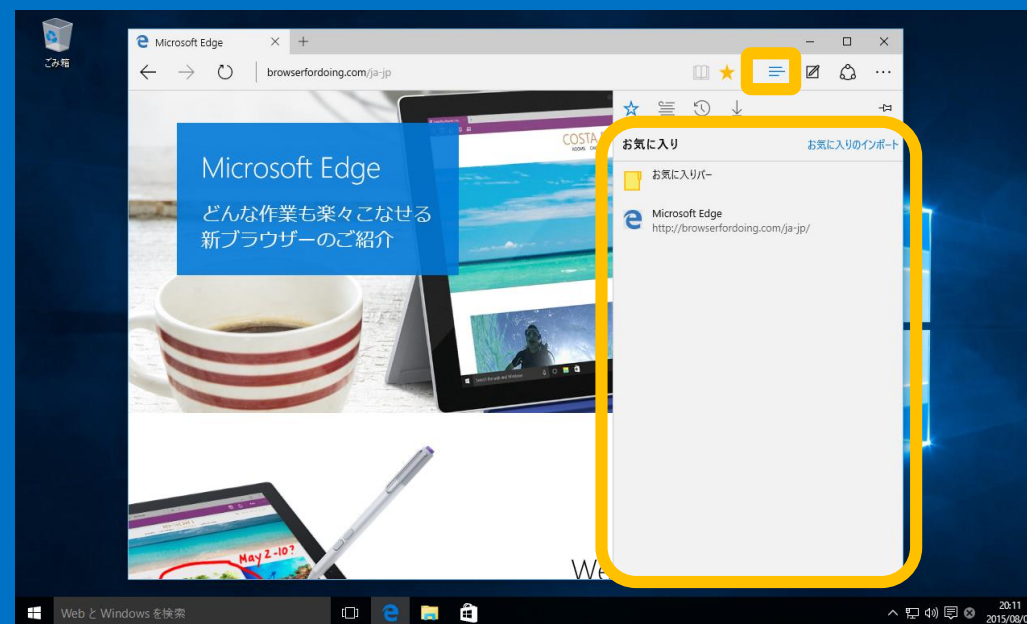 ごみ箱
Microsoft Edge
browserfordoing.com/ja-jp
お気に入り
お気に入りのインポート
お気に入りバー
Microsoft Edge
http://browserfordoing.com/ja-jp/
Microsoft Edge
どんな作業も楽々こなせる
新ブラウザーのご紹介
COSTA
May 2-10?
We
Web と Windows を検索
20:11
2015/08/0